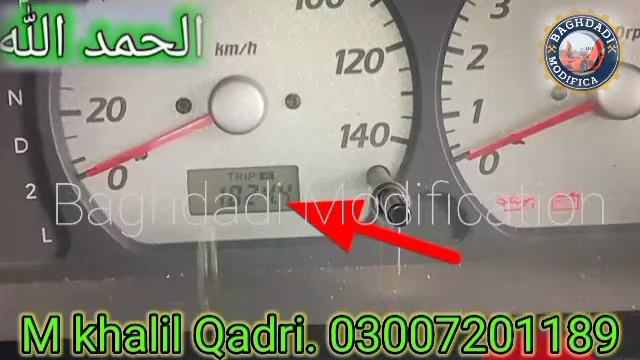 الحمد الله
km/h
100
120
140
20
0
TRIP
N
D
2
L
3
2
1
0
BAGHDADI
MODIFICA
Baghdadi Modification
M khalil Qadri. 03007201189